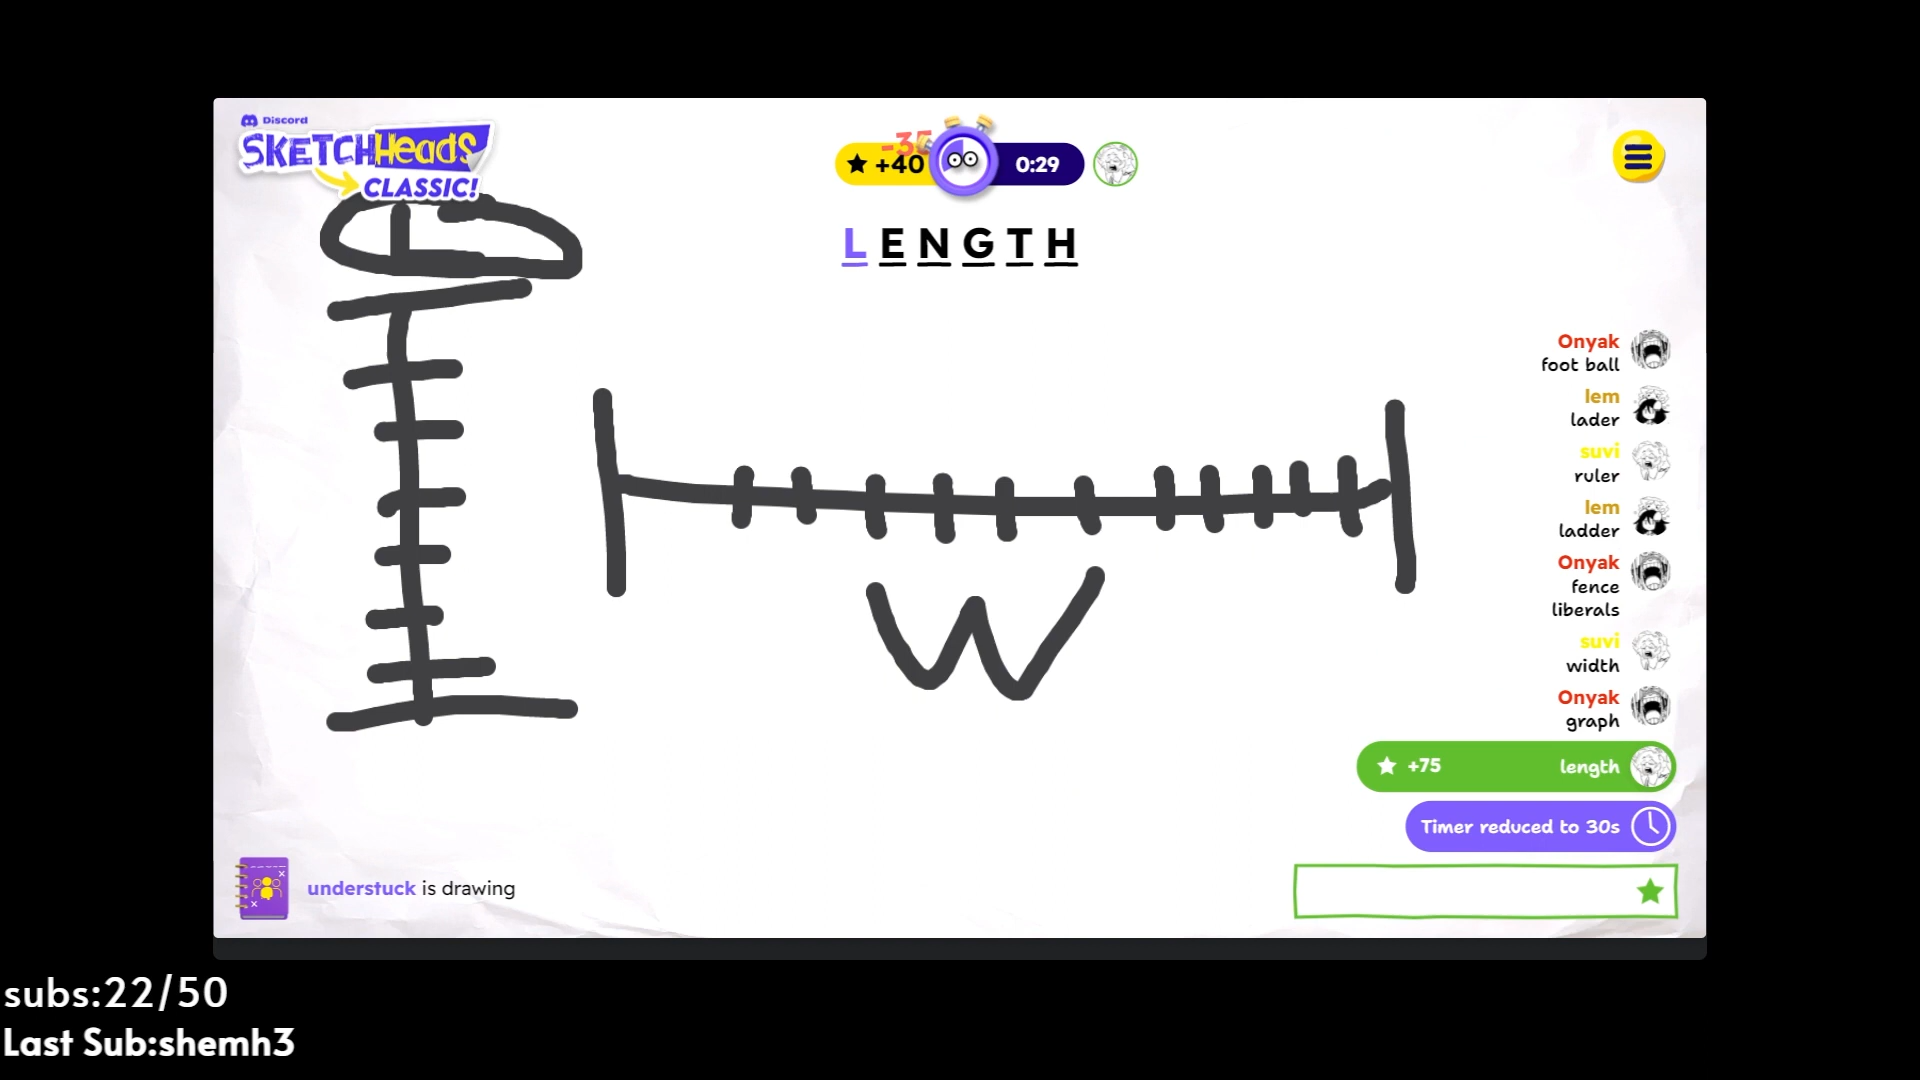 Discord
SKETCHHeadS
CLASSIC!
-35
+40
0:29
LENGTH
L
W
Onyak
foot ball
lem
lader
suvi
ruler
lem
ladder
Onyak
fence
liberals
suvi
width
Onyak
graph
+75 length
Timer reduced to 30s
understuck is drawing
subs:22/50
Last Sub:shemh3